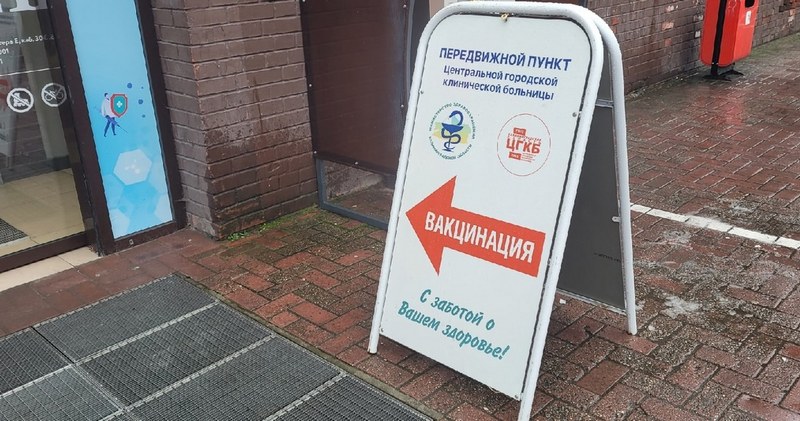 ПЕРЕДВИЖНОЙ ПУНКТ
Центральной городской
клинической больницы
ЦГКБ
ВАКЦИНАЦИЯ
С заботой о
Вашем здоровье!